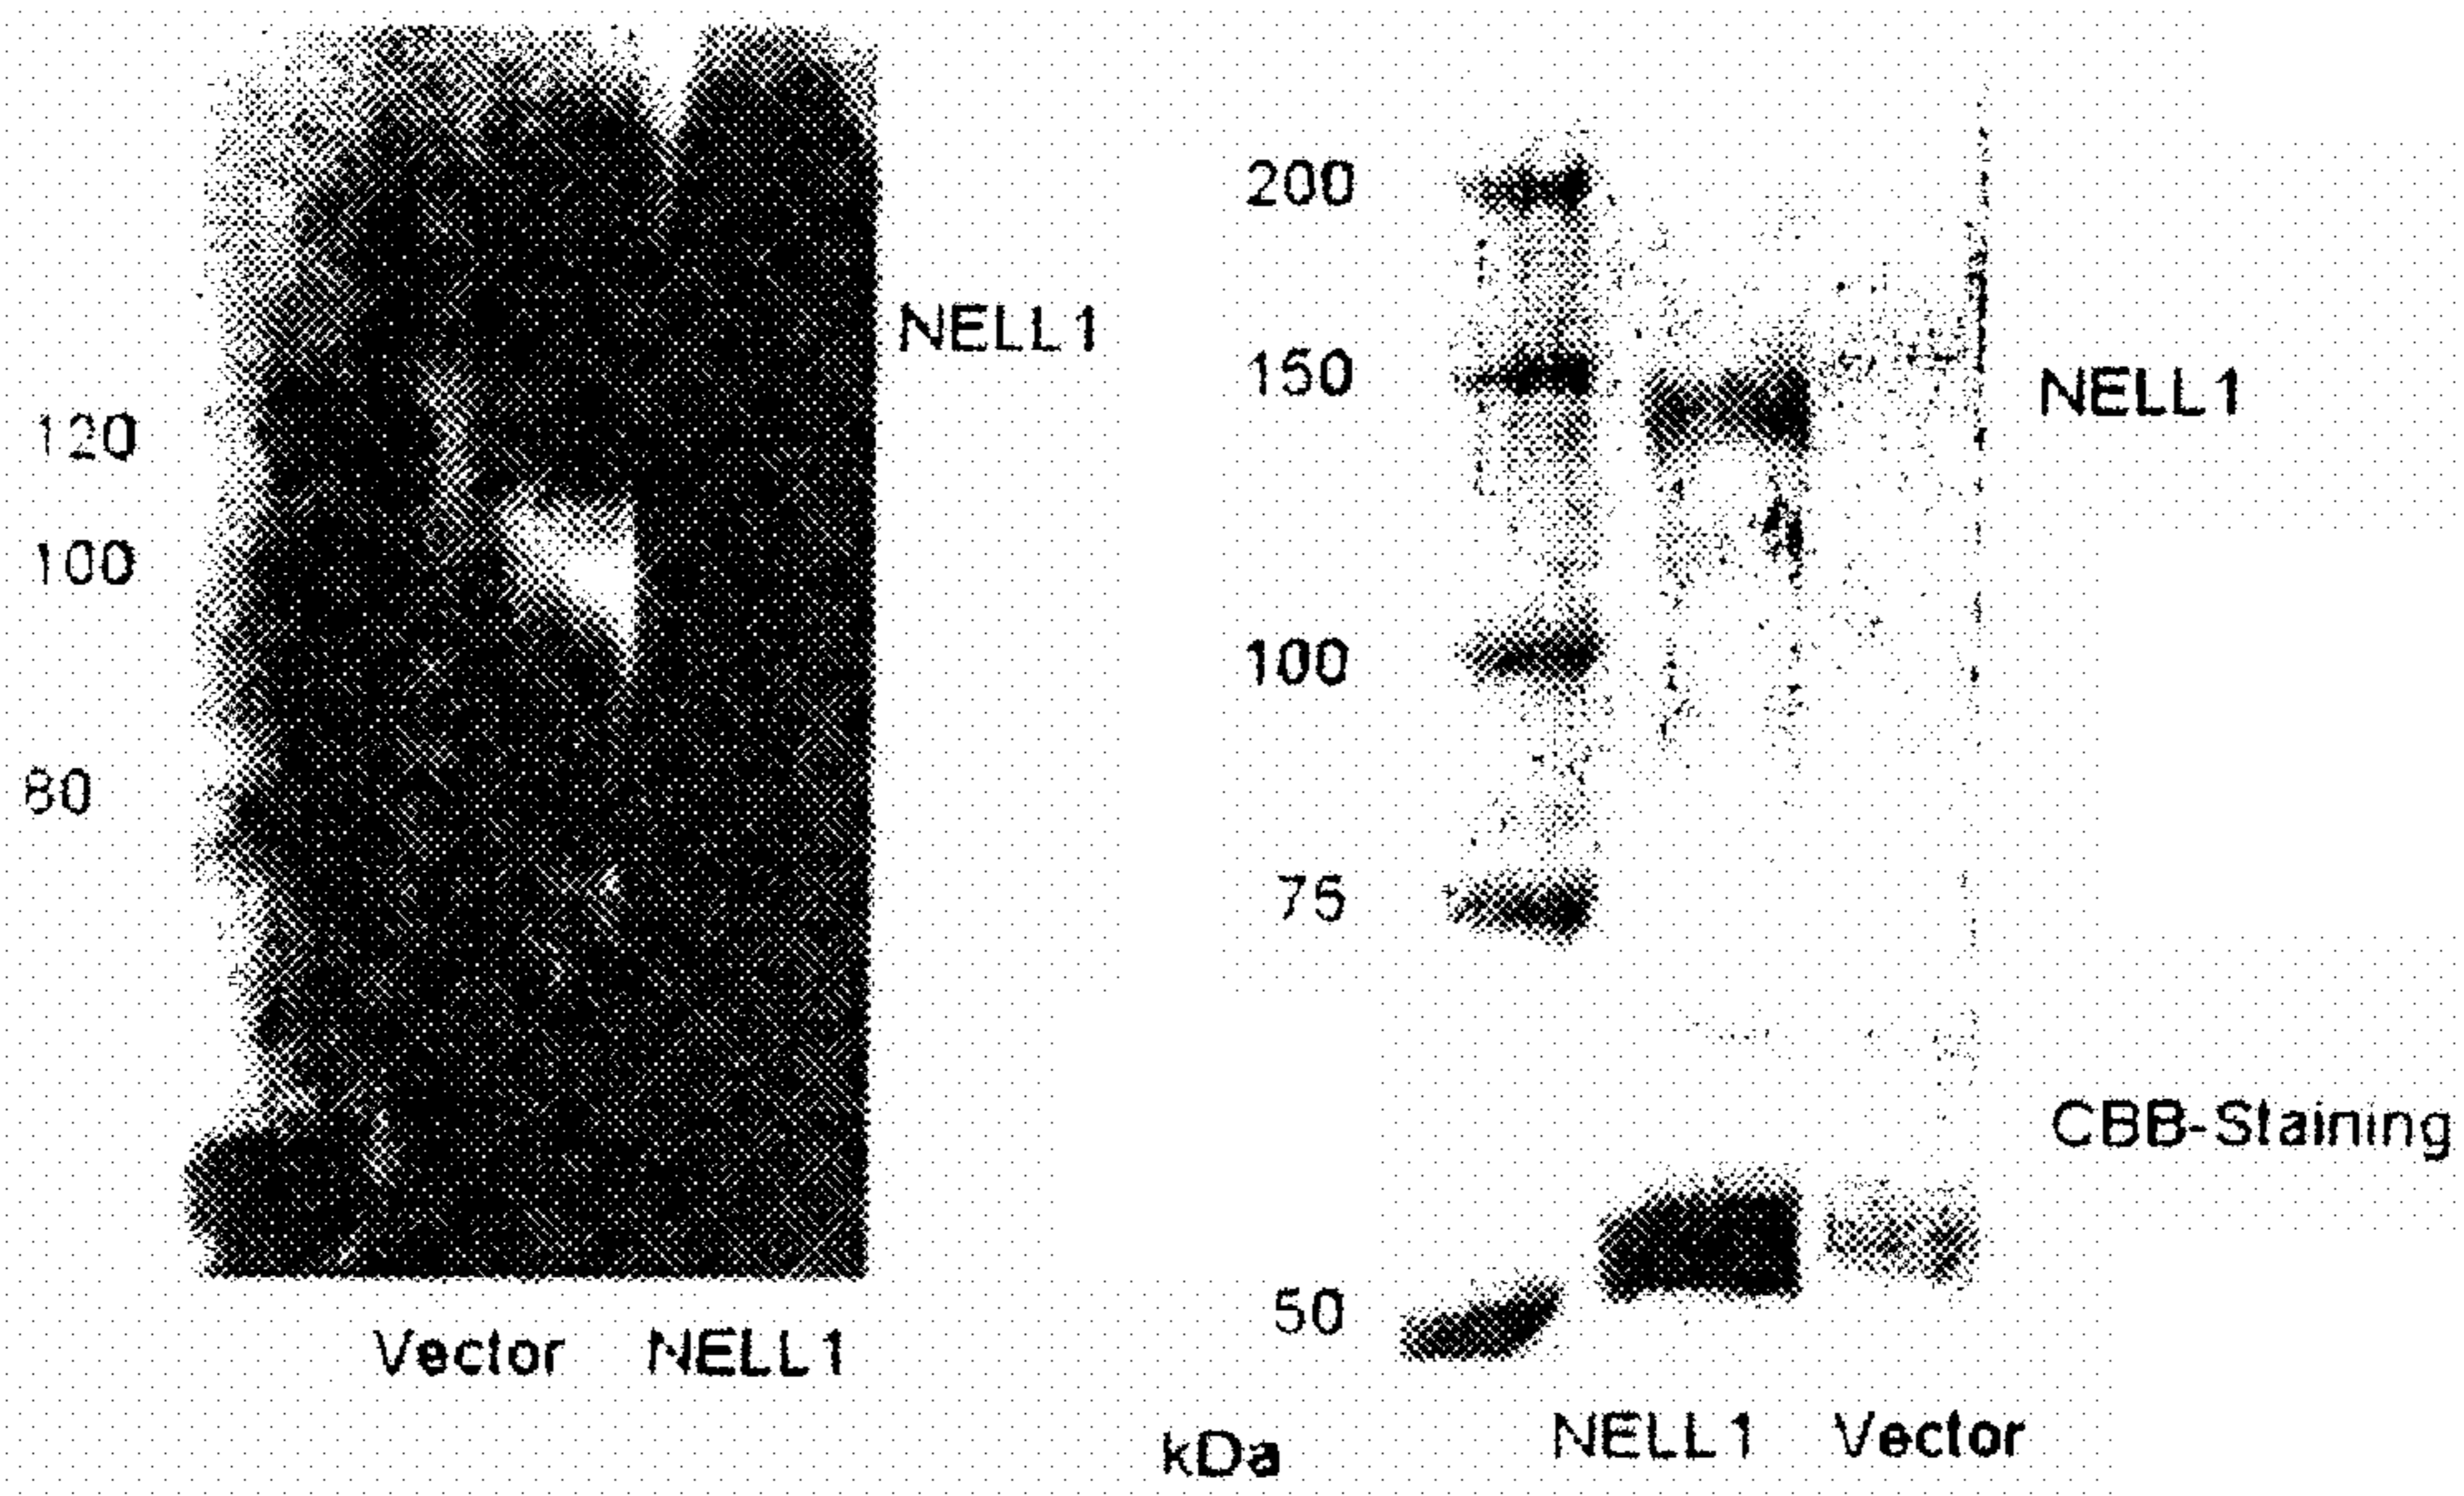 NELL1
120
100
80
Vector NELL1
200
150
NELL1
100
75
CBB-Staining
50
kDa
NELL1 Vector